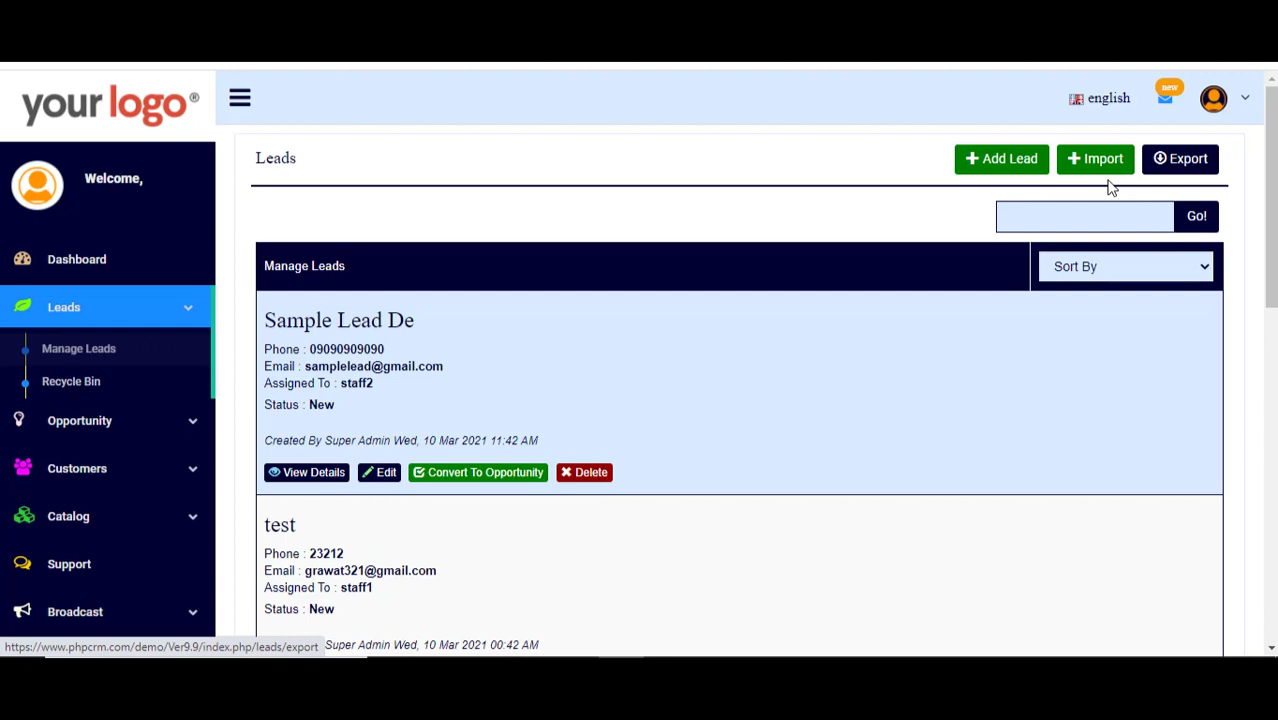 your logo®
english
new
Welcome,
Leads
Add Lead
Import
Export
Go!
Dashboard
Leads
Manage Leads
Recycle Bin
Opportunity
Customers
Catalog
Support
Broadcast
Manage Leads
Sort By
Sample Lead De
Phone : 09090909090
Email : samplelead@gmail.com
Assigned To : staff2
Status : New
Created By Super Admin Wed, 10 Mar 2021 11:42 AM
View Details
Edit
Convert To Opportunity
Delete
test
Phone : 23212
Email : grawat321@gmail.com
Assigned To : staff1
Status : New
Super Admin Wed, 10 Mar 2021 00:42 AM
https://www.phpcrm.com/demo/Ver9.9/index.php/leads/export